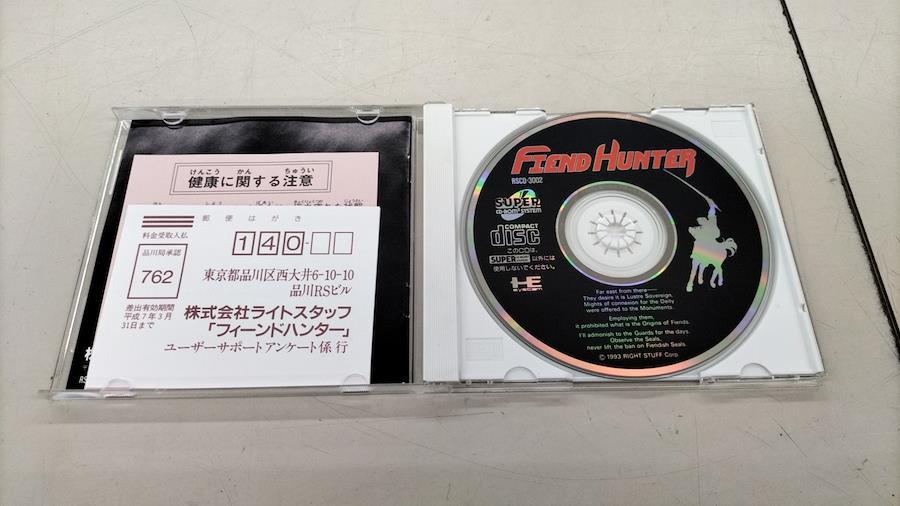 けんこう かん ちゅうい
健康に関する注意
郵便はがき
料金受取人払
品川局承認
762
差出有効期間
平成7年3月
31日まで
140-
東京都品川区西大井6-10-10
品川RSビル
株式会社ライトスタッフ
「フィーンドハンター」
ユーザーサポートアンケート係 行
RS
FIEND HUNTER
RSCD-3002
SUPER
CD-ROM² SYSTEM
COMPACT
disc
このCDは、
SUPER CD-ROM² SYSTEM 以外には
使用しないでください。
HE
SYSTEM
Far east from there—
They desire it is Lustre Sovereign.
Mights of connexion for the Deity
were offered to the Monuments.
Employing them,
it prohibited what is the Origins of Fiends.
I'll admonish to the Guards for the days.
Observe the Seals,
never lift the ban on Fiendish Seals.
© 1993 RIGHT STUFF Corp.